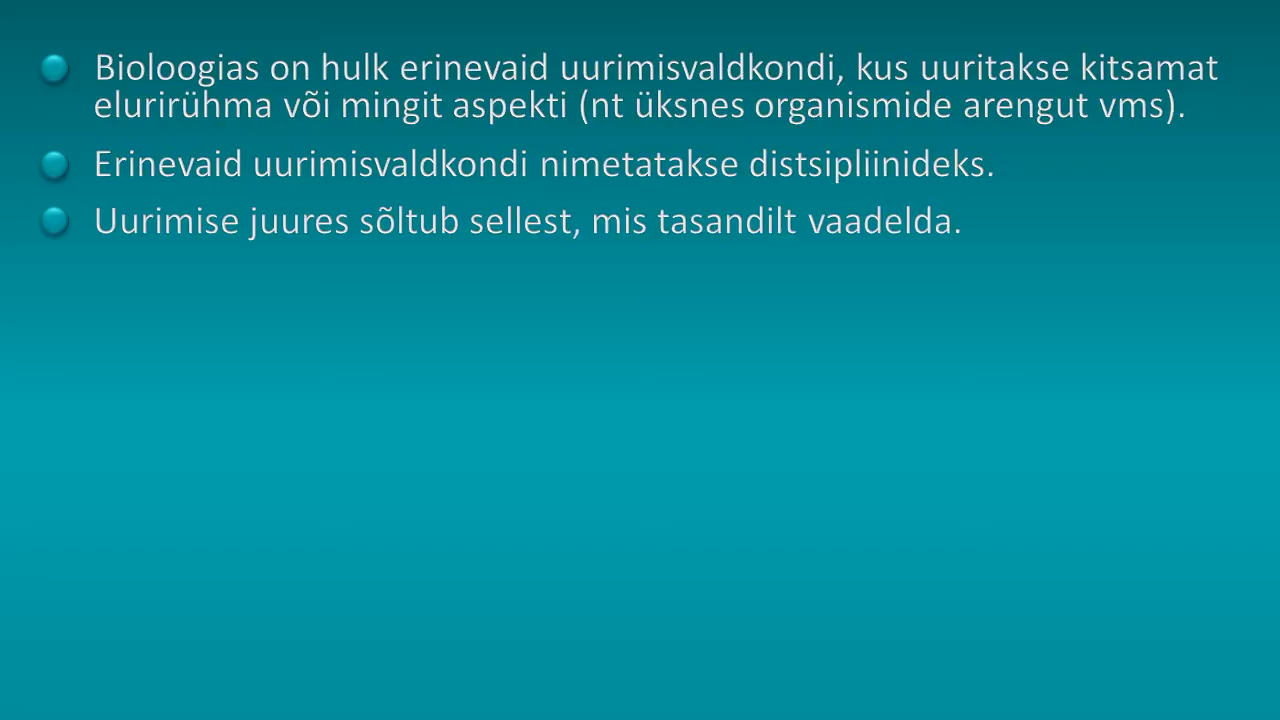 Bioloogias on hulk erinevaid uurimisvaldkondi, kus uuritakse kitsamat
elurirühma või mingit aspekti (nt üksnes organismide arengut vms).
Erinevaid uurimisvaldkondi nimetatakse distsipliinideks.
Uurimise juures sõltub sellest, mis tasandilt vaadelda.